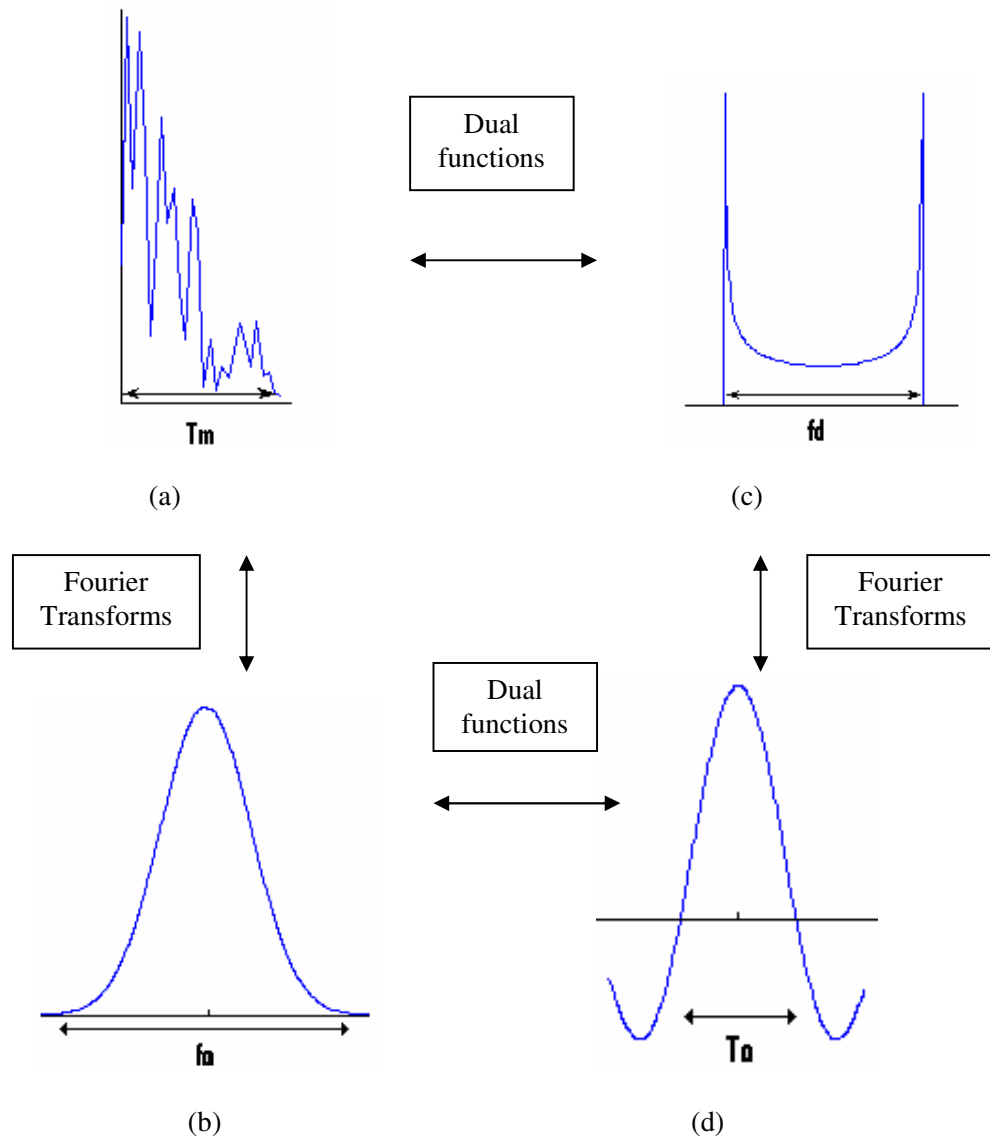 Dual
functions
Tm
fd
(a)
(c)
Fourier
Transforms
Fourier
Transforms
Dual
functions
fo
To
(b)
(d)